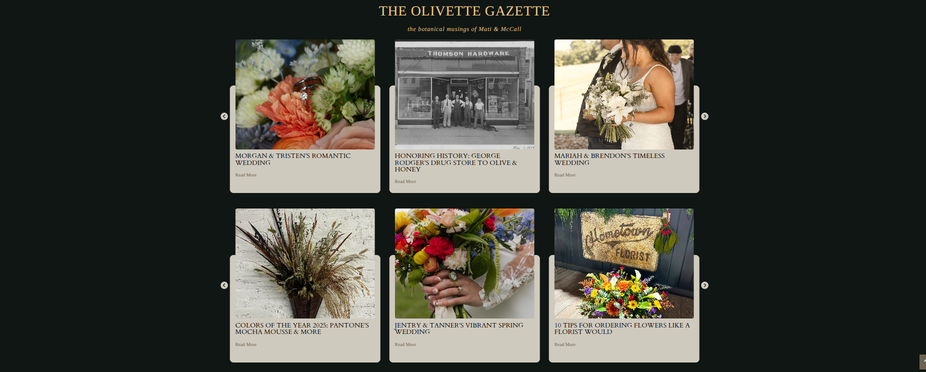 THE OLIVETTE GAZETTE
the botanical musings of Mati & McCall
THOMSON HARDWARE
MORGAN & TRISTEN'S ROMANTIC
WEDDING
Read More
HONORING HISTORY: GEORGE
RODGER'S DRUG STORE TO OLIVE &
HONEY
Read More
MARIAH & BRENDON'S TIMELESS
WEDDING
Read More
Hometown
FLORIST
COLORS OF THE YEAR 2025: PANTONE'S
MOCHA MOUSSE & MORE
Read More
JENTRY & TANNER'S VIBRANT SPRING
WEDDING
Read More
10 TIPS FOR ORDERING FLOWERS LIKE A
FLORIST WOULD
Read More